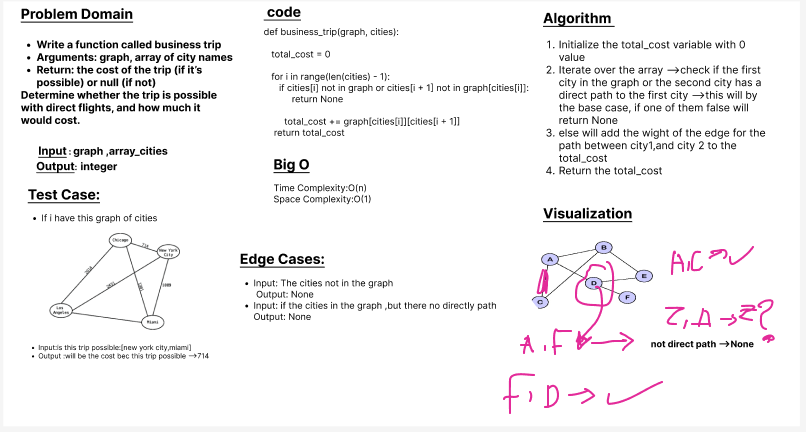 Problem Domain
• Write a function called business trip
• Arguments: graph, array of city names
• Return: the cost of the trip (if it's possible) or null (if not)
Determine whether the trip is possible
with direct flights, and how much it
would cost.
Input : graph ,array_cities
Output: integer
Test Case:
• If i have this graph of cities
Chicago
New York
City
Los
Angeles
Miami
714
• Input:is this trip possible:[new york city,miami]
• Output :will be the cost bec this trip possible →714
code
def business_trip(graph, cities):
total_cost = 0
for i in range(len(cities) - 1):
if cities[i] not in graph or cities[i + 1] not in graph[cities[i]]:
return None
total_cost += graph[cities[i]][cities[i + 1]]
return total_cost
Big O
Time Complexity:O(n)
Space Complexity:O(1)
Edge Cases:
• Input: The cities not in the graph
Output: None
• Input: if the cities in the graph ,but there no directly path
Output: None
Algorithm
1. Initialize the total_cost variable with 0
value
2. Iterate over the array →check if the first
city in the graph or the second city has a
direct path to the first city →this will by
the base case, if one of them false will
return None
3. else will add the wight of the edge for the
path between city1,and city 2 to the
total_cost
4. Return the total_cost
Visualization
A
B
C
D
E
F
A,C →✓
Z,A →Z?
A,F →
not direct path →None
F,D → ✓